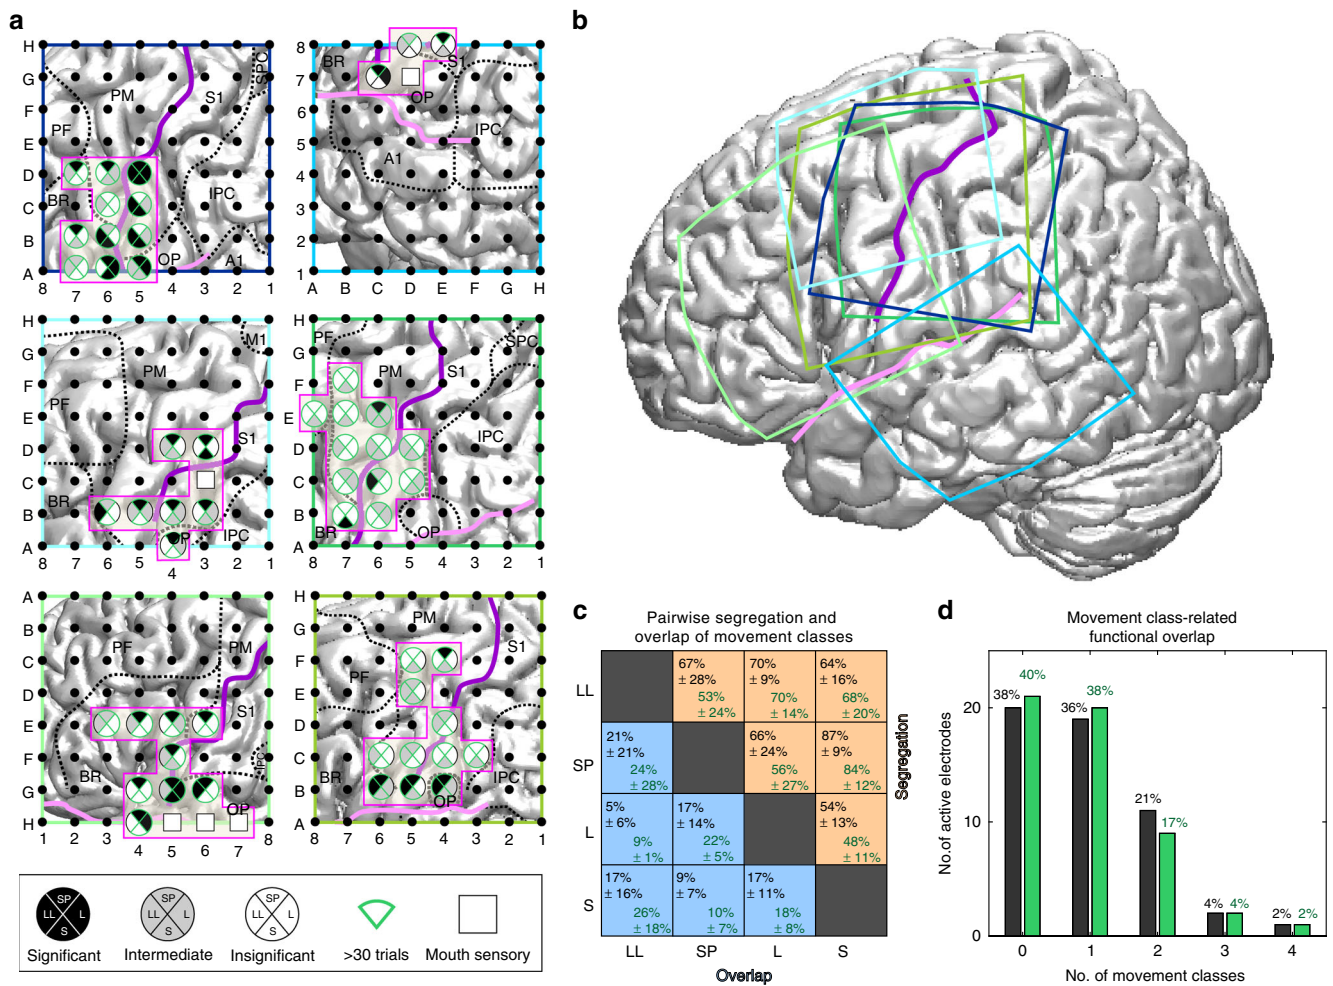 a
b
H
G
F
E
D
C
B
A
8 7 6 5 4 3 2 1
PM
S1
SPC
PF
BR
IPC
OP
A1
8
7
6
5
4
3
2
1
A B C D E F G H
BR
S1
OP
IPC
A1
H
G
F
E
D
C
B
A
8 7 6 5 4 3 2 1
M1
PM
PF
S1
BR
OP
IPC
H
G
F
E
D
C
B
A
8 7 6 5 4 3 2 1
PF
PM
S1
SPC
IPC
BR
OP
A
B
C
D
E
F
G
H
1 2 3 4 5 6 7 8
PF
PM
S1
BR
IPC
OP
H
G
F
E
D
C
B
A
8 7 6 5 4 3 2 1
PM
S1
PF
BR
IPC
OP
SP
LL L
S
Significant
SP
LL L
S
Intermediate
SP
LL L
S
Insignificant
>30 trials
Mouth sensory
c
Pairwise segregation and
overlap of movement classes
LL
67% ± 28% 53% ± 24%
70% ± 9% 70% ± 14%
64% ± 16% 68% ± 20%
SP
21% ± 21% 24% ± 28%
66% ± 24% 56% ± 27%
87% ± 9% 84% ± 12%
L
5% ± 6% 9% ± 1%
17% ± 14% 22% ± 5%
54% ± 13% 48% ± 11%
S
17% ± 16% 26% ± 18%
9% ± 7% 10% ± 7%
17% ± 11% 18% ± 8%
LL SP L S
Overlap
Segregation
d
Movement class-related
functional overlap
No.of active electrodes
20
10
0
38% 40%
36% 38%
21% 17%
4% 4%
2% 2%
0 1 2 3 4
No. of movement classes